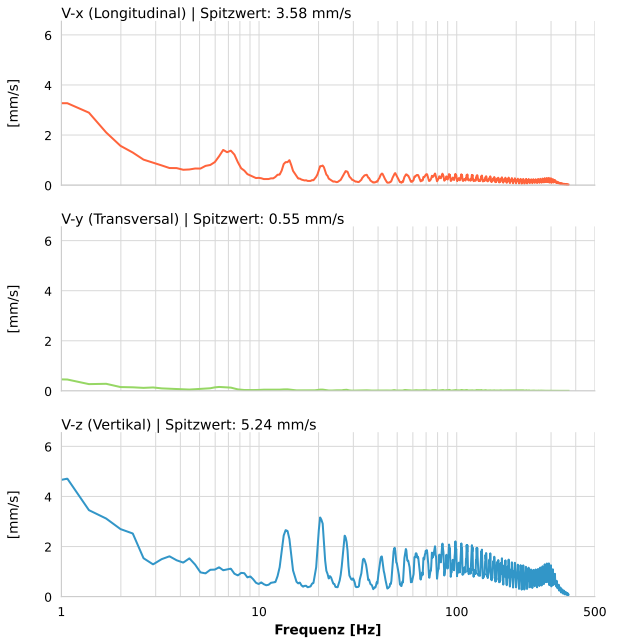 V-x (Longitudinal) | Spitzwert: 3.58 mm/s
[mm/s]
6
4
2
0
V-y (Transversal) | Spitzwert: 0.55 mm/s
[mm/s]
6
4
2
0
V-z (Vertikal) | Spitzwert: 5.24 mm/s
[mm/s]
6
4
2
0
1 10 100 500
Frequenz [Hz]